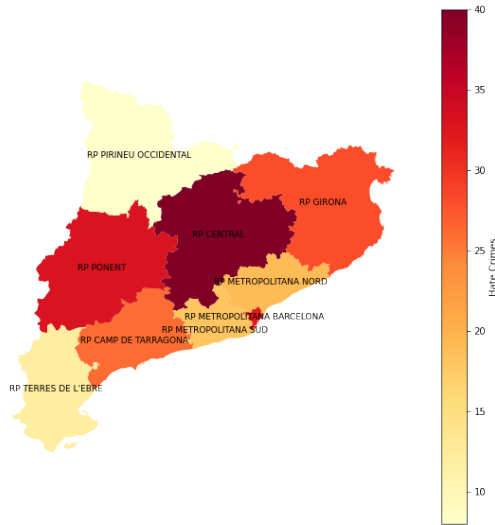 RP PIRINEU OCCIDENTAL
RP GIRONA
RP CENTRAL
RP PONENT
RP METROPOLITANA NORD
RP METROPOLITANA BARCELONA
RP METROPOLITANA SUD
RP CAMP DE TARRAGONA
RP TERRES DE L'EBRE
40
35
30
25
20
15
10
Hate Crimes